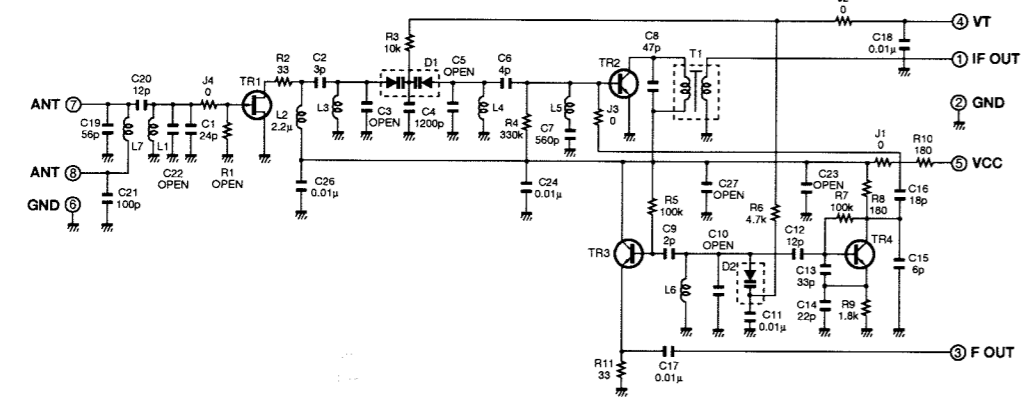 J2
0
④ VT
C18
0.01μ
① IF OUT
② GND
R3
10k
D1
C5
OPEN
C6
4p
C8
47p
T1
TR2
R2
33
C2
3p
TR1
C20
12p
J4
0
ANT ⑦
C19
56p
L7
L1
C1
24p
C22
OPEN
R1
OPEN
L2
2.2μ
L3
C3
OPEN
C4
1200p
L4
R4
330k
L5
C7
560p
J3
0
ANT ⑧
C21
100p
GND ⑥
C26
0.01μ
C24
0.01μ
J1
0
R10
180
⑤ VCC
C27
OPEN
C23
OPEN
R5
100k
R6
4.7k
R7
100k
R8
180
C16
18p
C9
2p
C10
OPEN
C12
12p
TR3
TR4
D2
L6
C13
33p
C14
22p
R9
1.8k
C15
6p
C11
0.01μ
R11
33
C17
0.01μ
③ F OUT